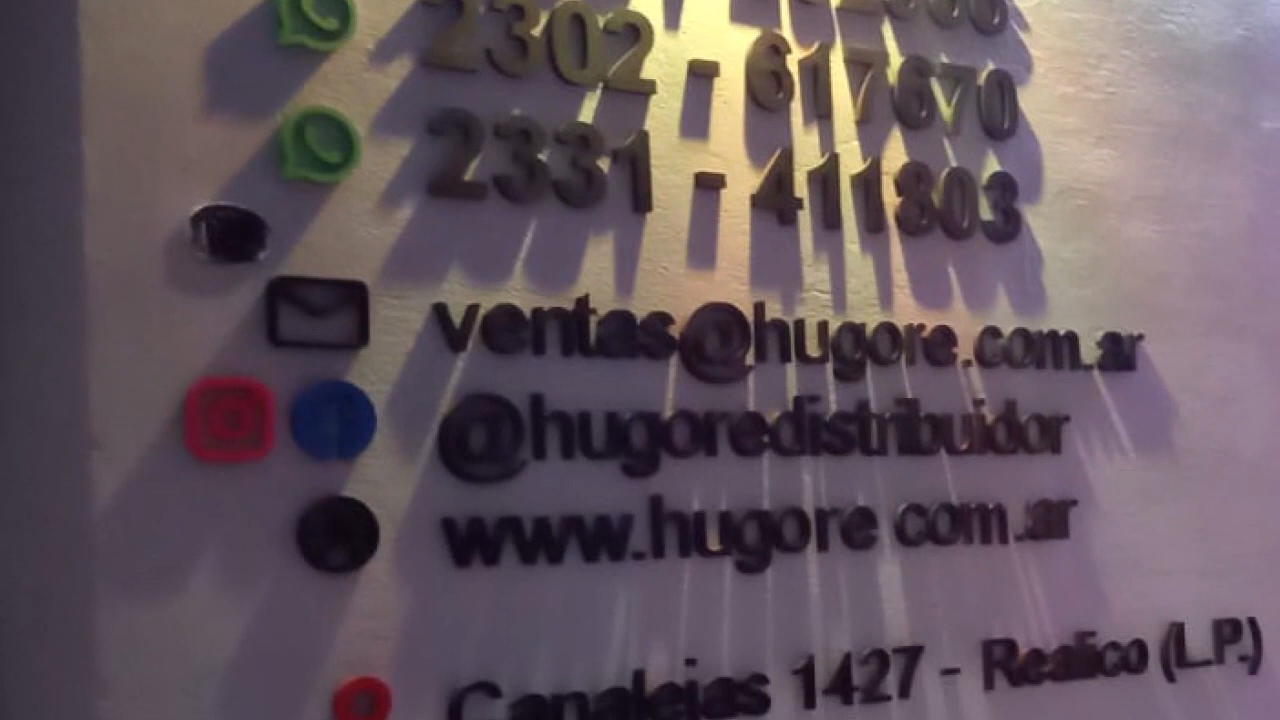 2302 - 617670
2331 - 411803
ventas@hugore.com.ar
@hugoredistribuidor
www.hugore.com.ar
Canalejas 1427 - Realico (L.P.)